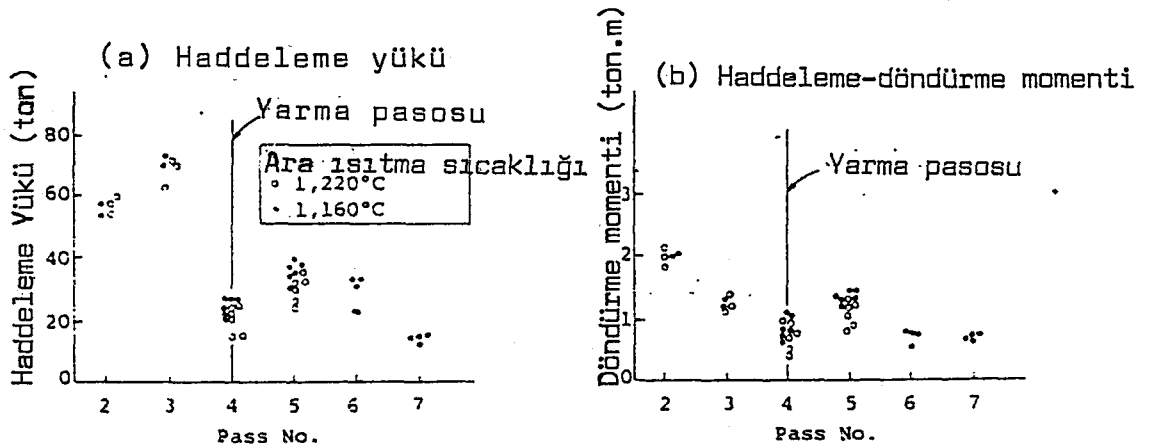 (a) Haddeleme yükü
Haddeleme Yükü (ton)
80
60
40
20
0
Yarma pasosu
Ara ısıtma sıcaklığı
1,220°C
1,160°C
2 3 4 5 6 7
Pass No.
(b) Haddeleme-döndürme momenti
Döndürme momenti (ton.m)
3
2
1
0
Yarma pasosu
2 3 4 5 6 7
Pass No.